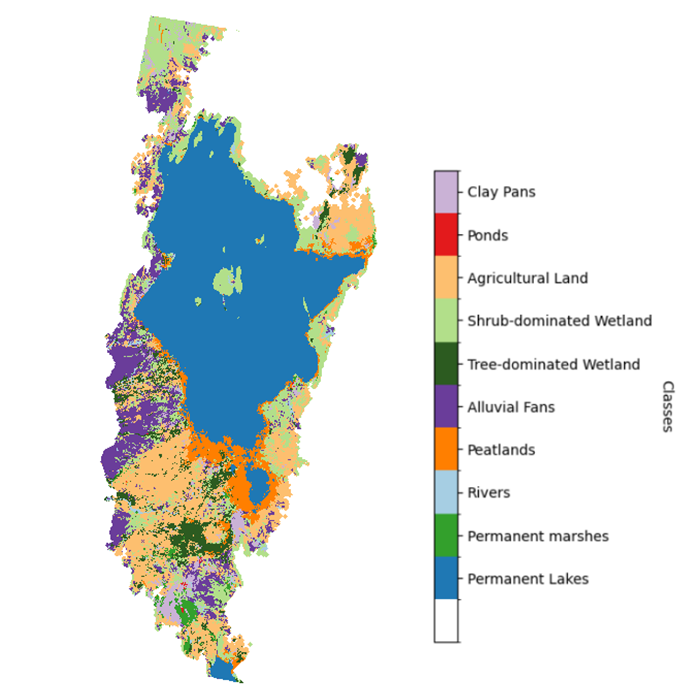 Clay Pans
Ponds
Agricultural Land
Shrub-dominated Wetland
Tree-dominated Wetland
Alluvial Fans
Peatlands
Rivers
Permanent marshes
Permanent Lakes
Classes